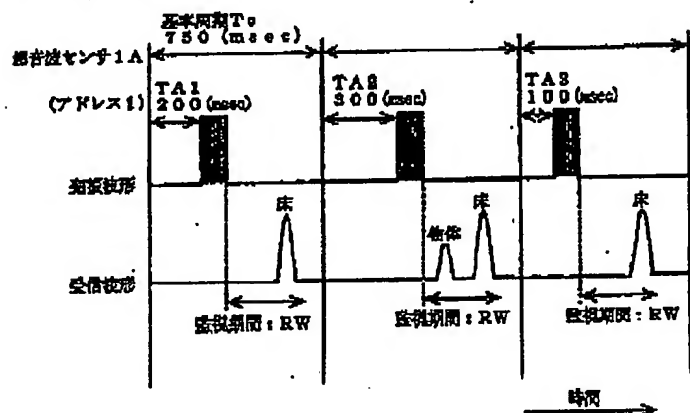 基本周期To
750(msec)
超音波センサ1A
(アドレス1)
TA1
200(msec)
TA2
300(msec)
TA3
100(msec)
発振波形
床
物体
床
床
受信波形
監視期間:RW
監視期間:RW
監視期間:RW
時間